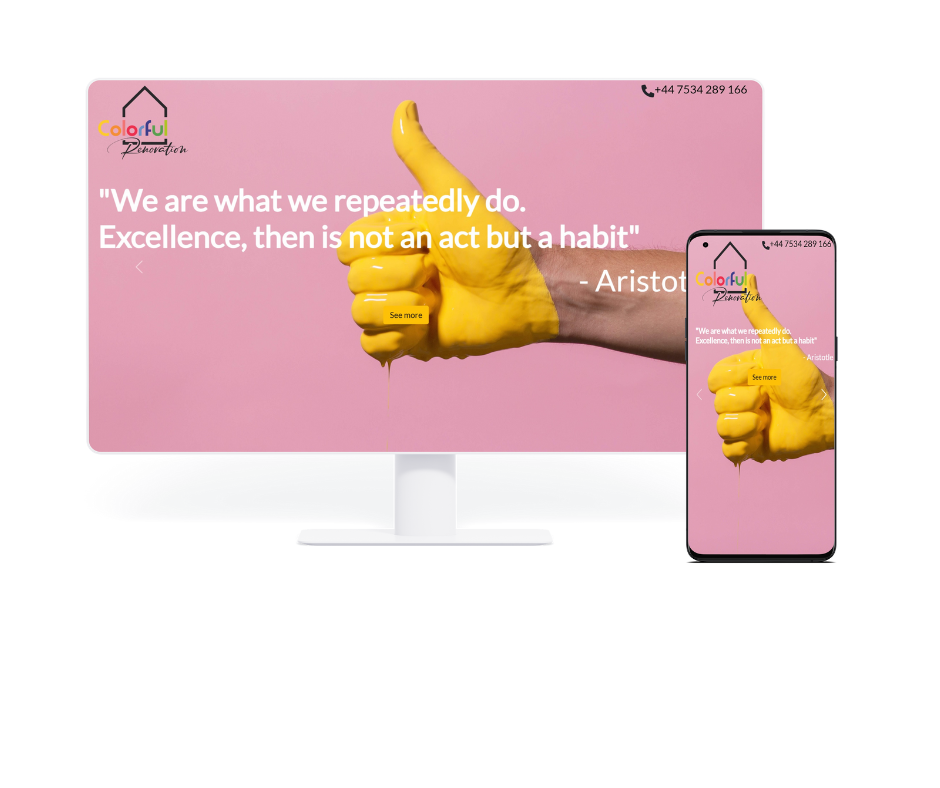 +44 7534 289 166
Colorful
Renovation
"We are what we repeatedly do.
Excellence, then is not an act but a habit"
- Aristot
See more
+44 7534 289 166
Colorful
Renovation
"We are what we repeatedly do.
Excellence, then is not an act but a habit"
- Aristotle
See more